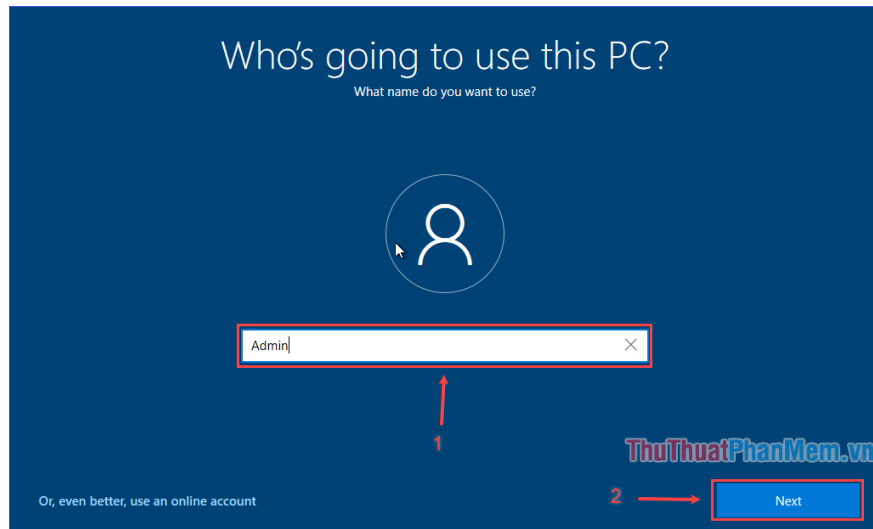 Who's going to use this PC?
What name do you want to use?
Admin
1
ThuThuatPhanMem.vn
Or, even better, use an online account
2
Next